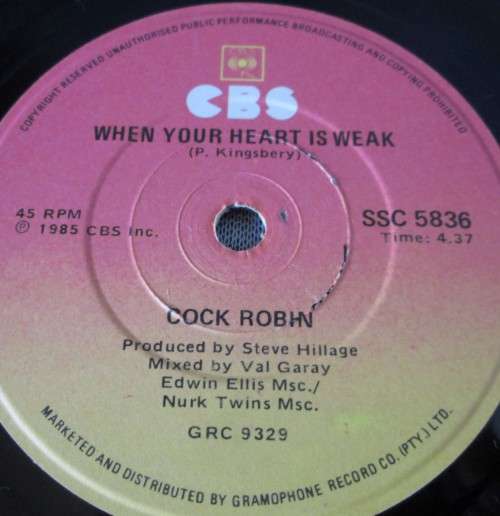 COPYRIGHT RESERVED UNAUTHORISED PUBLIC PERFORMANCE BROADCASTING AND COPYING PROHIBITED
CBS
WHEN YOUR HEART IS WEAK
(P. Kingsbery)
45 RPM
℗ 1985 CBS Inc.
SSC 5836
Time: 4.37
COCK ROBIN
Produced by Steve Hillage
Mixed by Val Garay
Edwin Ellis Msc./
Nurk Twins Msc.
GRC 9329
MARKETED AND DISTRIBUTED BY GRAMOPHONE RECORD CO. (PTY.) LTD.